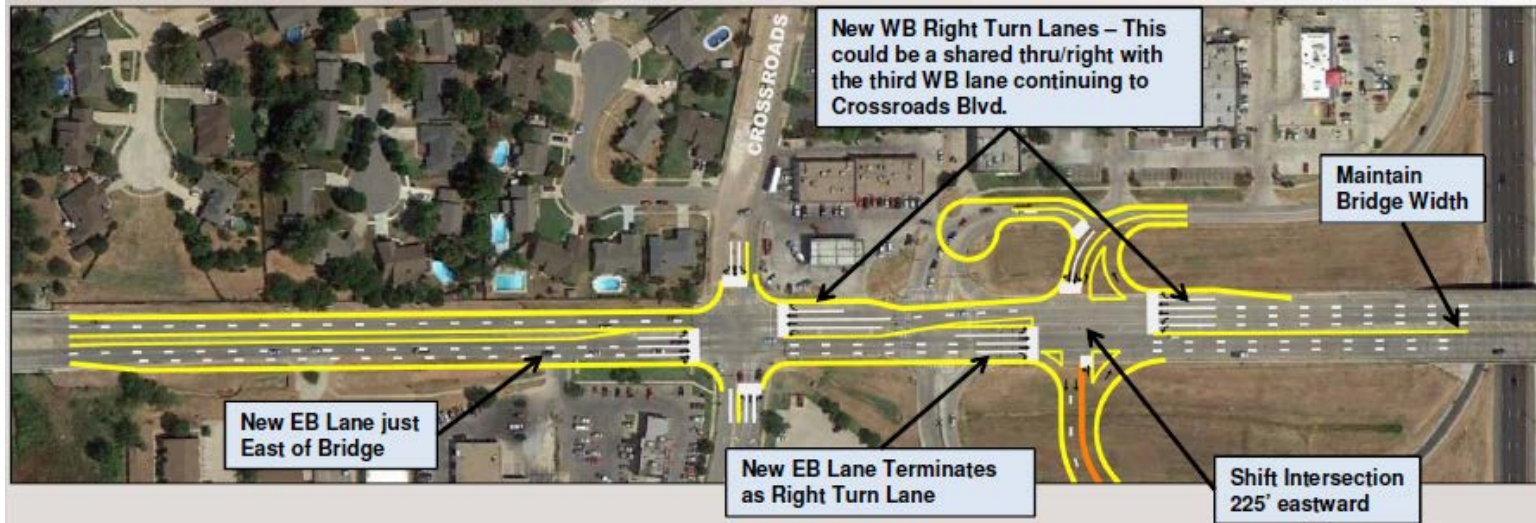 New WB Right Turn Lanes – This
could be a shared thru/right with
the third WB lane continuing to
Crossroads Blvd.
CROSSROADS
Maintain
Bridge Width
New EB Lane just
East of Bridge
New EB Lane Terminates
as Right Turn Lane
Shift Intersection
225' eastward